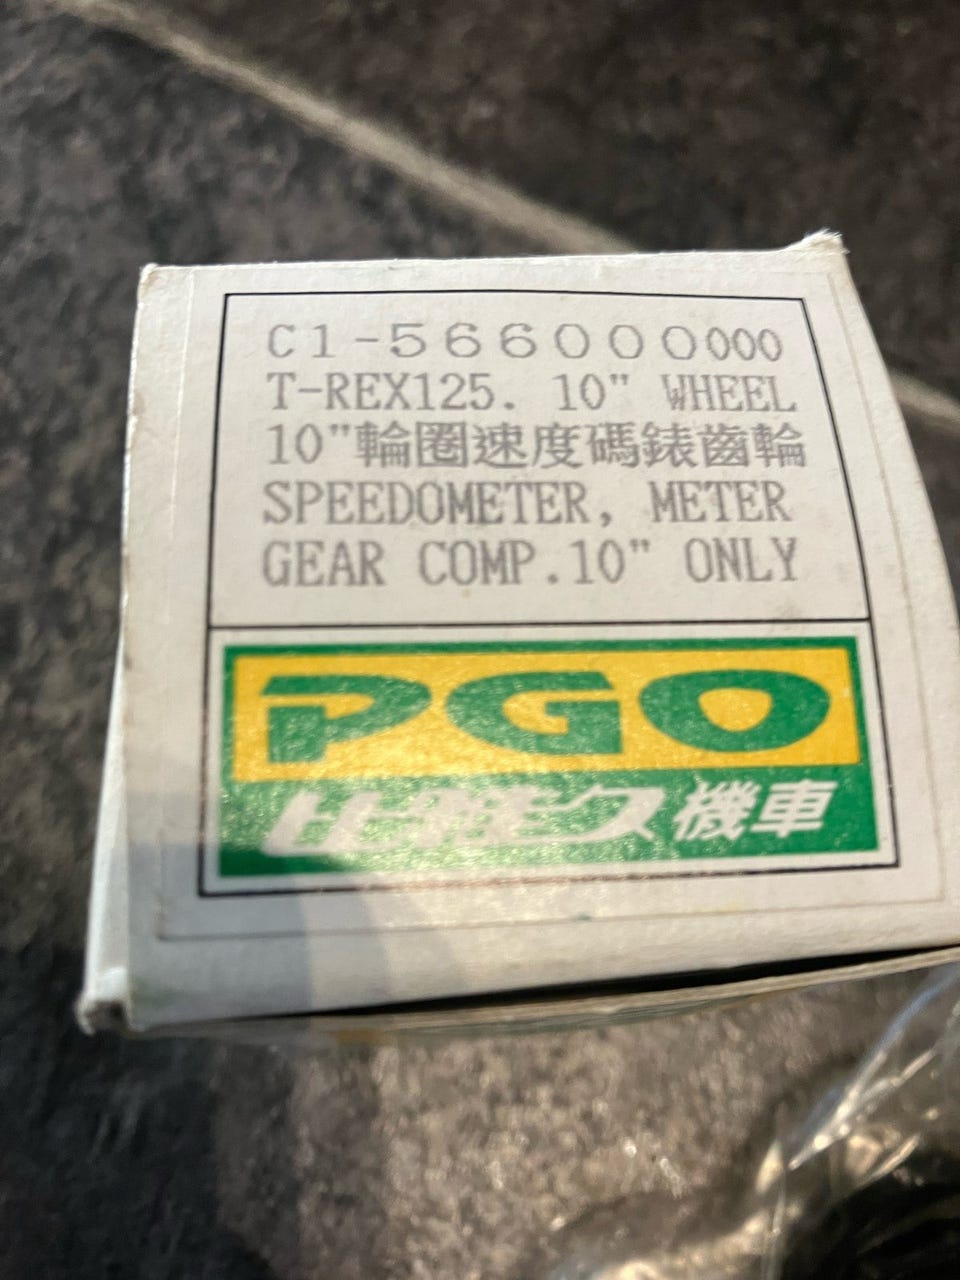 C1-566000000
T-REX125. 10" WHEEL
10"輪圈速度碼錶齒輪
SPEEDOMETER, METER
GEAR COMP.10" ONLY
PGO
比雅久機車